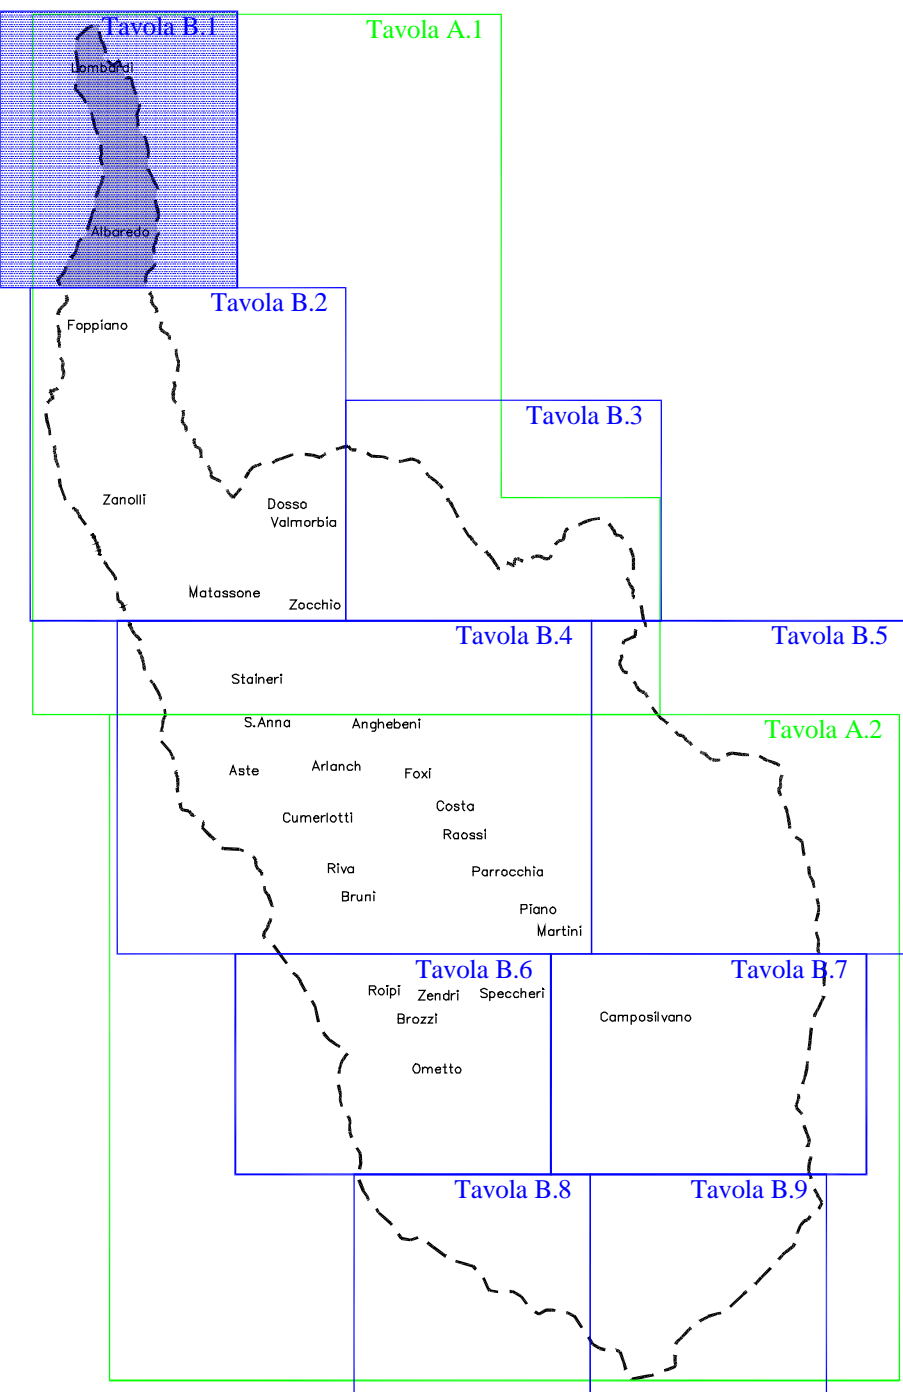 Tavola B.1
Tavola A.1
Lombardi
Albaredo
Tavola B.2
Foppiano
Tavola B.3
Zanolli
Dosso
Valmorbia
Matassone
Zocchio
Tavola B.4
Tavola B.5
Staineri
S.Anna
Anghebeni
Tavola A.2
Aste
Arlanch
Foxi
Costa
Cumerlotti
Raossi
Riva
Parrocchia
Bruni
Piano
Martini
Tavola B.6
Tavola B.7
Roipi
Zendri
Speccheri
Brozzi
Camposilvano
Ometto
Tavola B.8
Tavola B.9